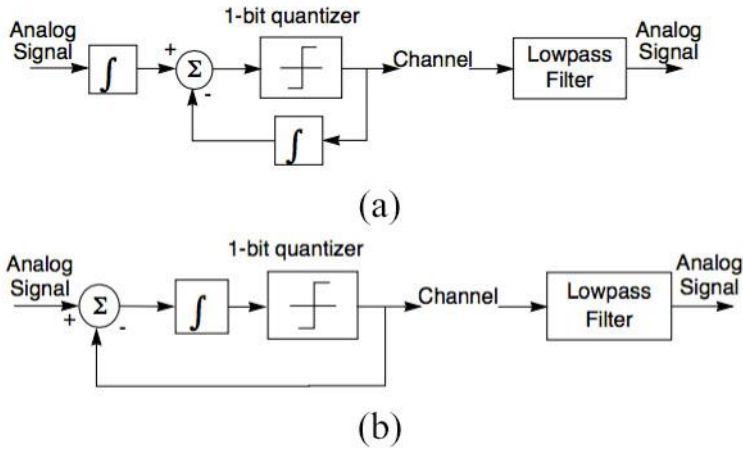 1-bit quantizer
Analog
Signal
+
Σ
-
∫
∫
Channel
Lowpass
Filter
Analog
Signal
(a)
1-bit quantizer
Analog
Signal
+
Σ
-
∫
Channel
Lowpass
Filter
Analog
Signal
(b)